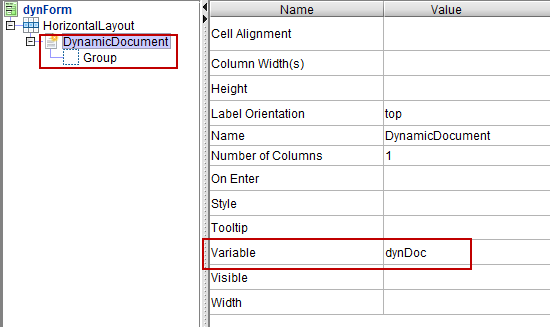 dynForm
HorizontalLayout
DynamicDocument
Group
Name Value
Cell Alignment
Column Width(s)
Height
Label Orientation top
Name DynamicDocument
Number of Columns 1
On Enter
Style
Tooltip
Variable dynDoc
Visible
Width